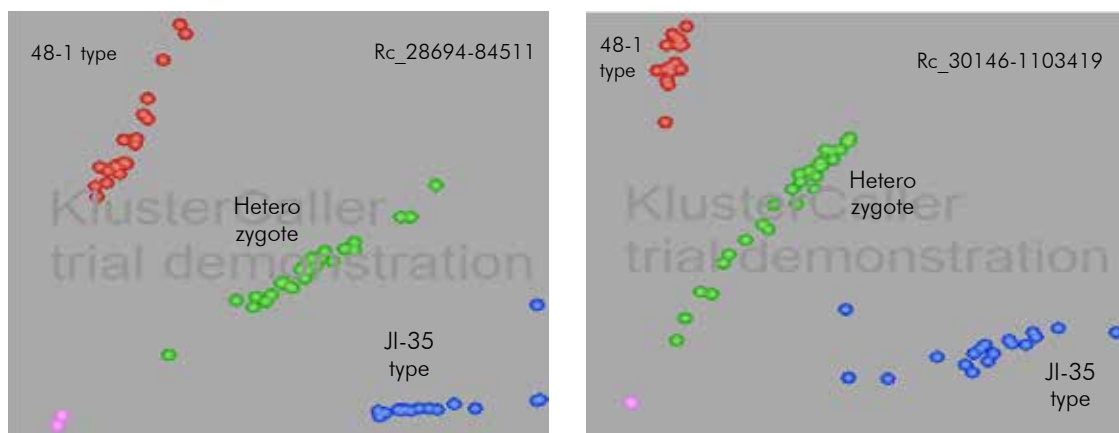 48-1 type
Rc_28694-84511
KlusterCaller
trial demonstration
Hetero
zygote
JI-35
type
48-1
type
Rc_30146-1103419
KlusterCaller
trial demonstration
Hetero
zygote
JI-35
type